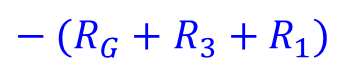 − (R_G + R_3 + R_1)